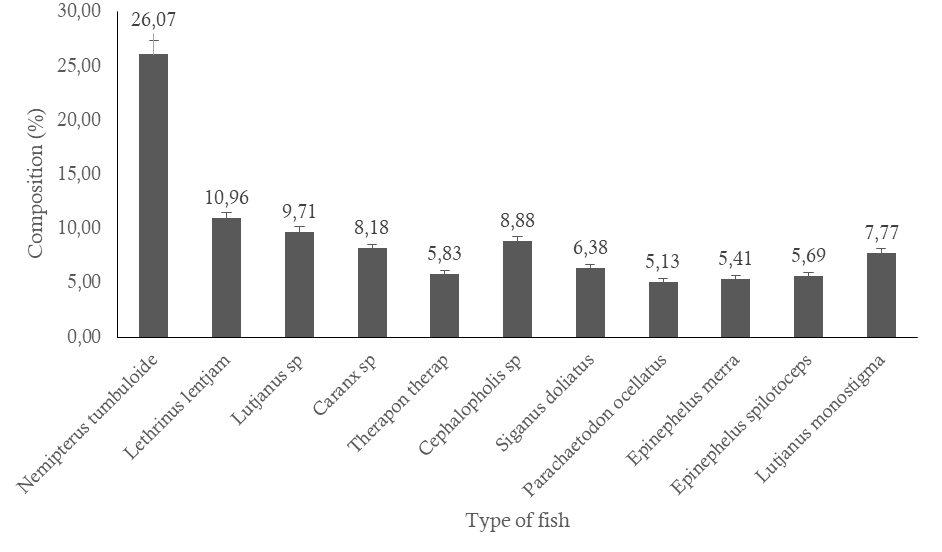 30,00
25,00
20,00
15,00
10,00
5,00
0,00
Composition (%)
26,07
10,96
9,71
8,18
5,83
8,88
6,38
5,13
5,41
5,69
7,77
Nemipterus tumbuloide
Lethrinus lentjam
Lutjanus sp
Caranx sp
Therapon therap
Cephalopholis sp
Siganus doliatus
Parachaetodon ocellatus
Epinephelus merra
Epinephelus spilotoceps
Lutjanus monostigma
Type of fish